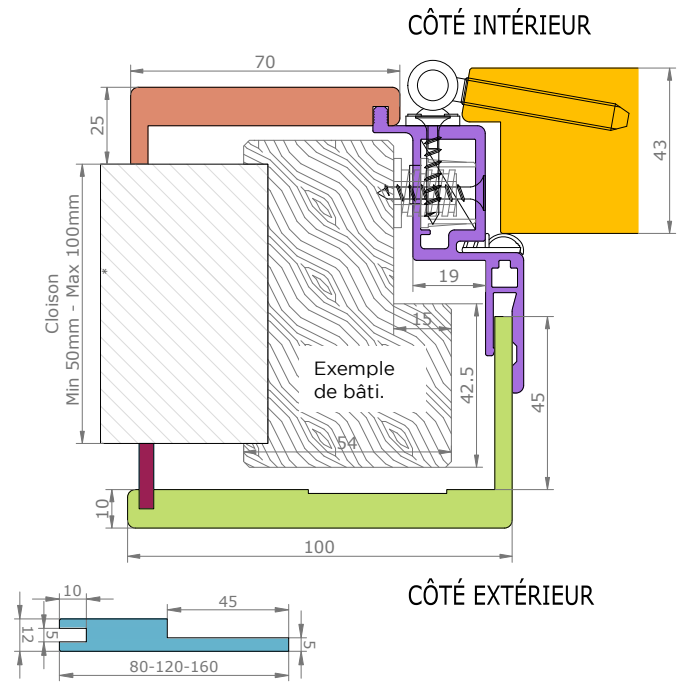 CÔTÉ INTÉRIEUR
70
25
43
Cloison
Min 50mm - Max 100mm
*
19
15
Exemple
de bâti.
42.5
45
54
10
100
CÔTÉ EXTÉRIEUR
10
45
12
5
5
80-120-160